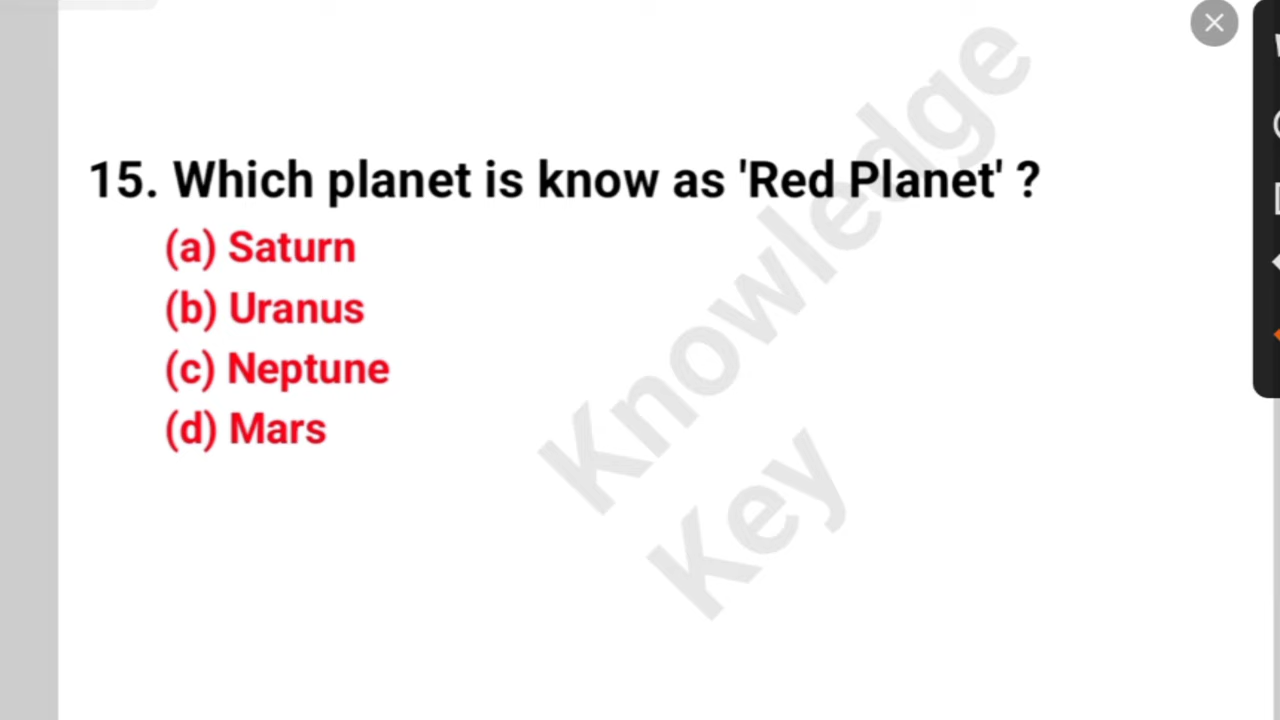 15. Which planet is know as 'Red Planet' ?
(a) Saturn
(b) Uranus
(c) Neptune
(d) Mars
Knowledge
Key